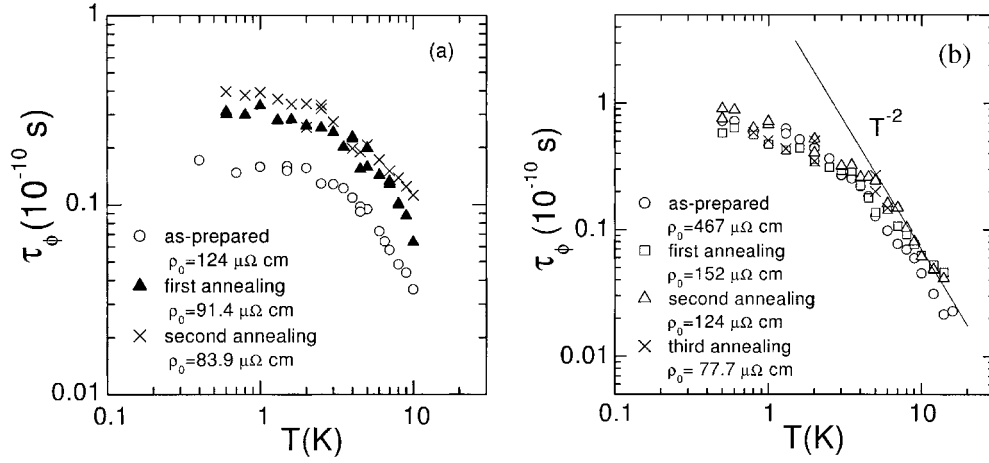 (a)
1
0.1
0.01
τϕ (10⁻¹⁰ s)
as-prepared
ρ₀=124 μΩ cm
first annealing
ρ₀=91.4 μΩ cm
second annealing
ρ₀=83.9 μΩ cm
0.1
1
10
T(K)
(b)
T⁻²
1
0.1
0.01
τϕ (10⁻¹⁰ s)
as-prepared
ρ₀=467 μΩ cm
first annealing
ρ₀=152 μΩ cm
second annealing
ρ₀=124 μΩ cm
third annealing
ρ₀= 77.7 μΩ cm
0.1
1
10
T(K)